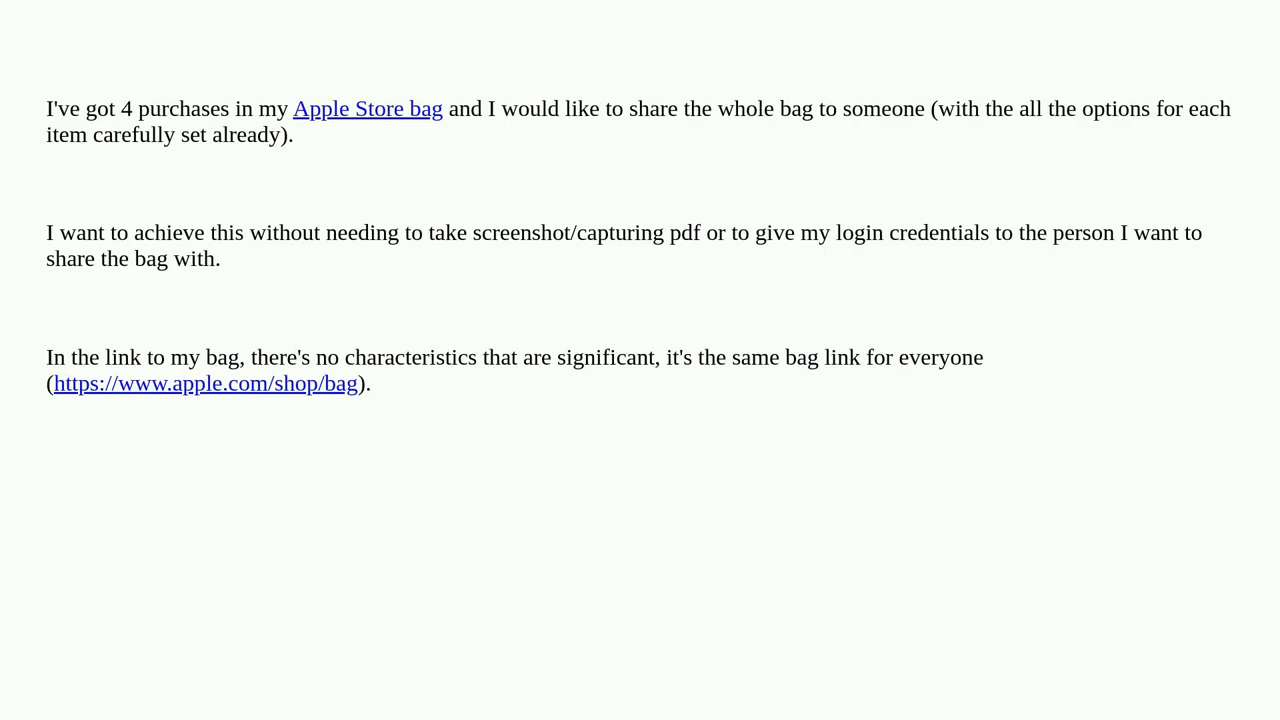 I've got 4 purchases in my Apple Store bag and I would like to share the whole bag to someone (with the all the options for each
item carefully set already).
I want to achieve this without needing to take screenshot/capturing pdf or to give my login credentials to the person I want to
share the bag with.
In the link to my bag, there's no characteristics that are significant, it's the same bag link for everyone
(https://www.apple.com/shop/bag).